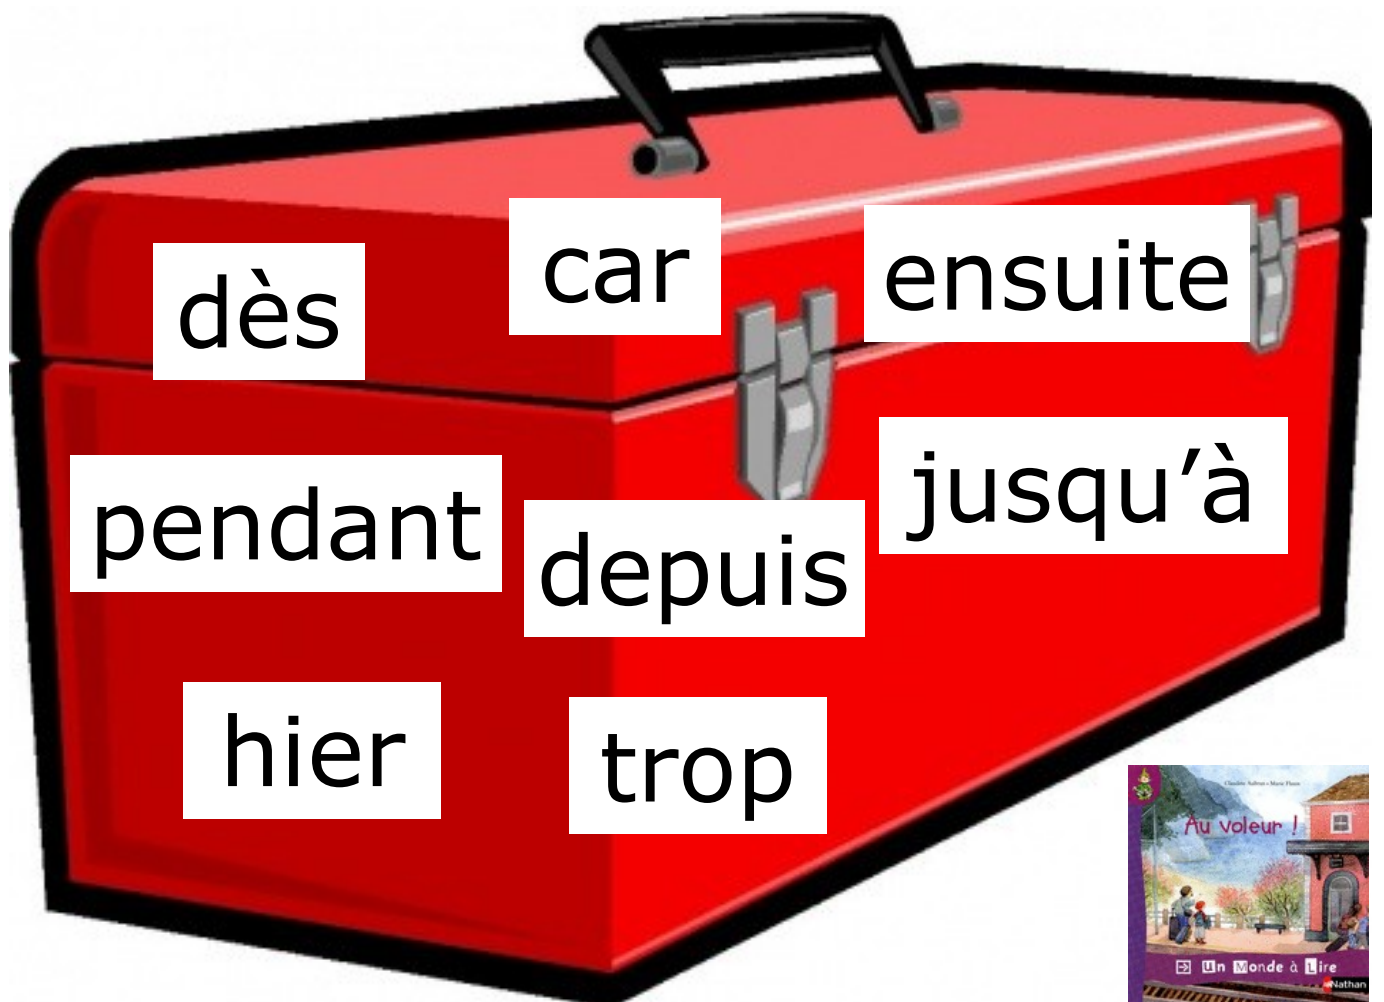 dès
car
ensuite
pendant
depuis
jusqu’à
hier
trop
Au voleur !
Un Monde à Lire
Nathan